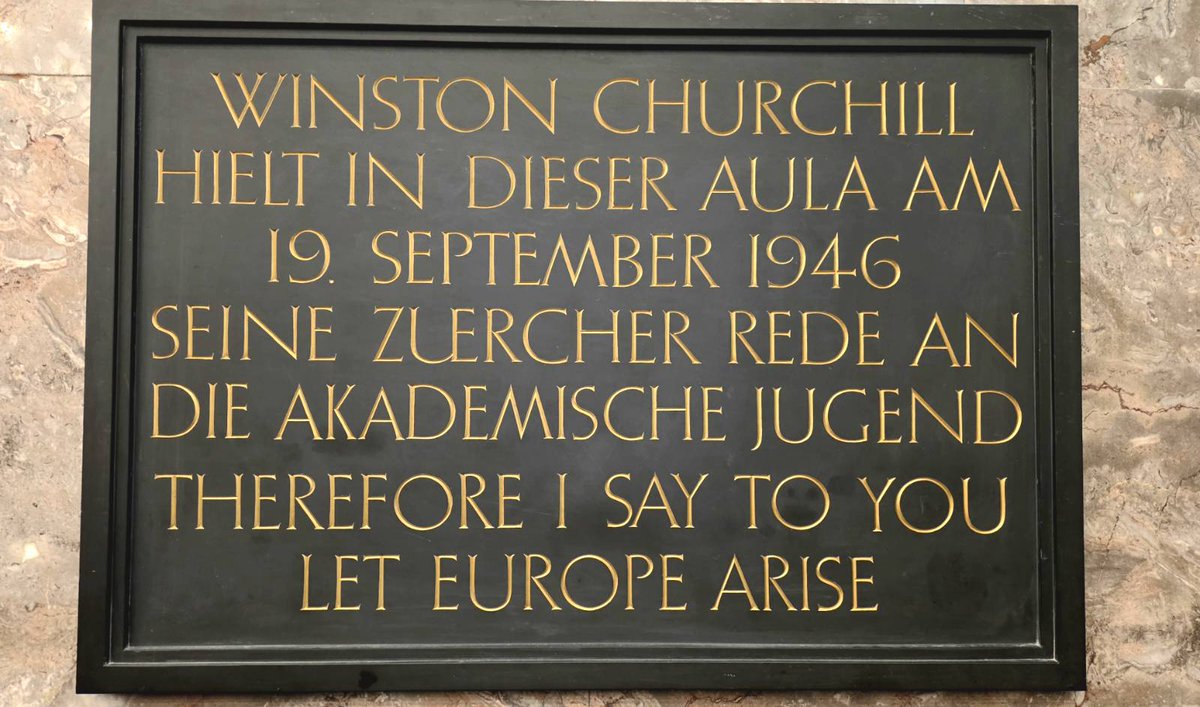 WINSTON CHURCHILL
HIELT IN DIESER AULA AM
19. SEPTEMBER 1946
SEINE ZUERCHER REDE AN
DIE AKADEMISCHE JUGEND
THEREFORE I SAY TO YOU
LET EUROPE ARISE